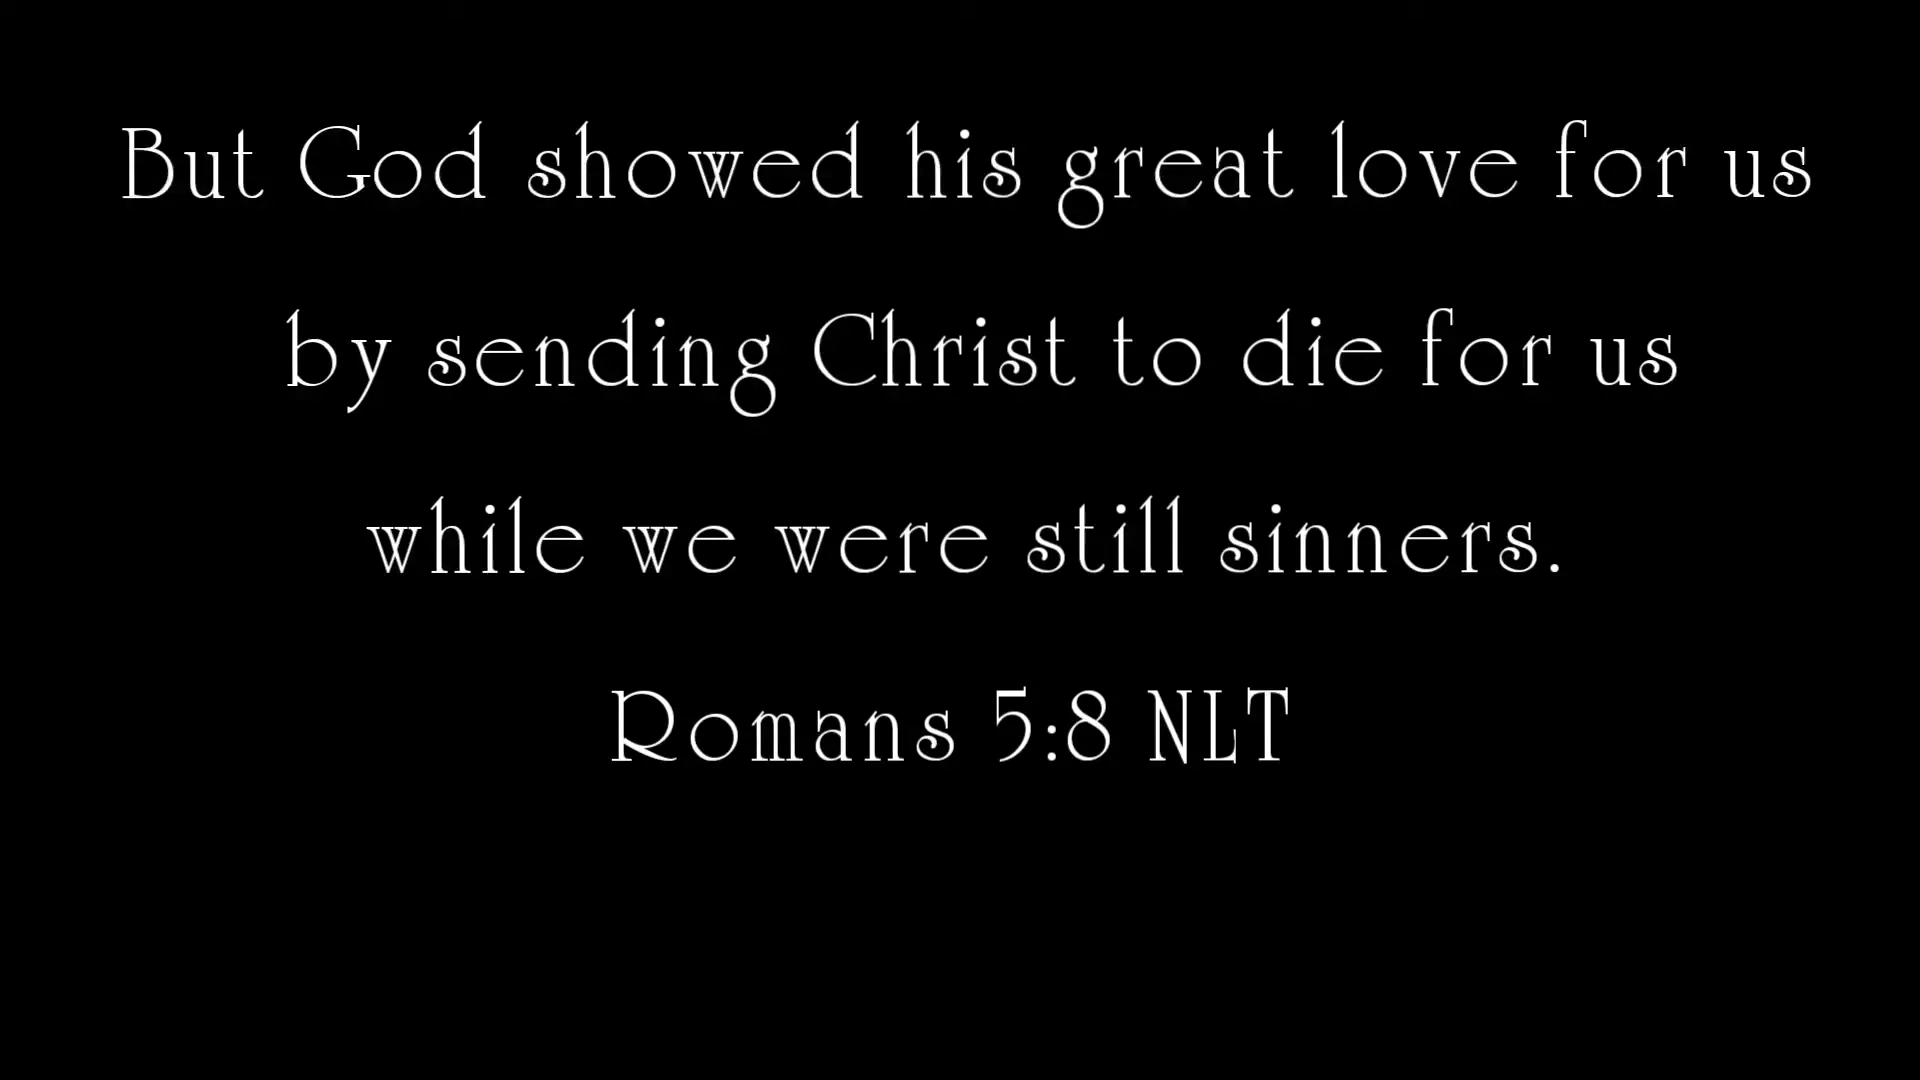 But God showed his great love for us
by sending Christ to die for us
while we were still sinners.
Romans 5:8 NLT